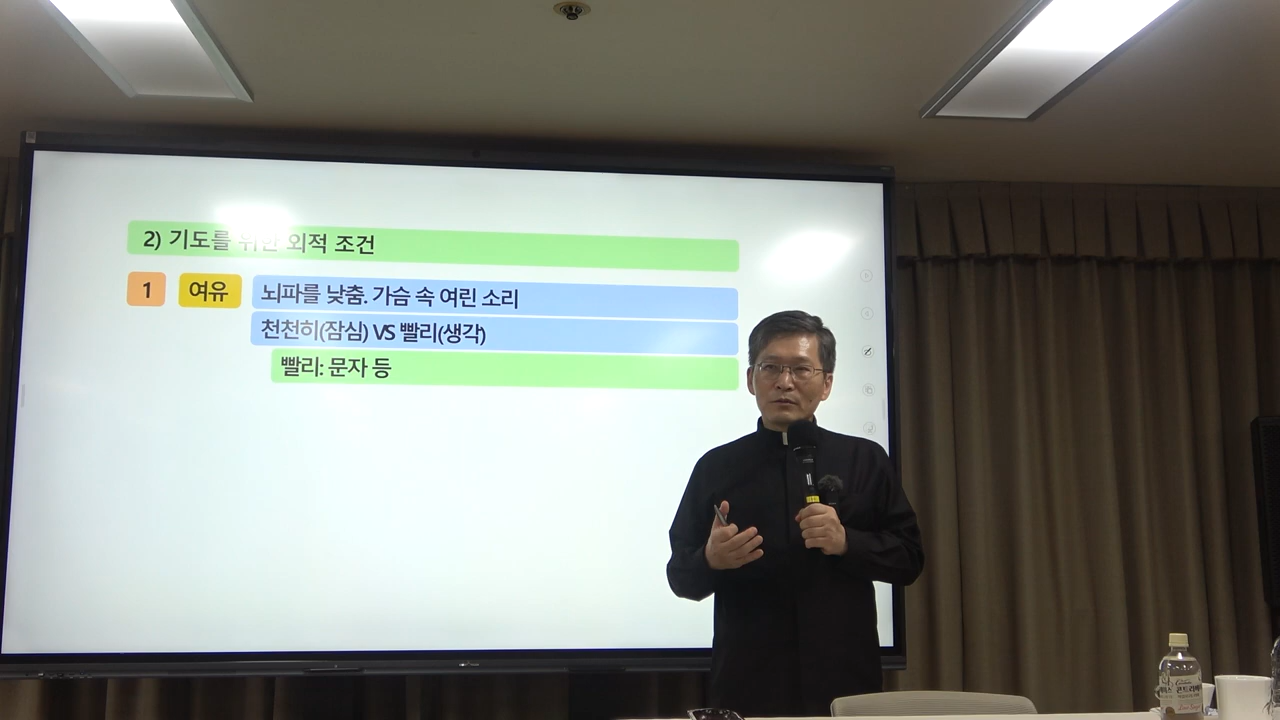 2) 기도를 위한 외적 조건
1 여유 뇌파를 낮춤. 가슴 속 여린 소리
천천히(잠심) VS 빨리(생각)
빨리: 문자 등